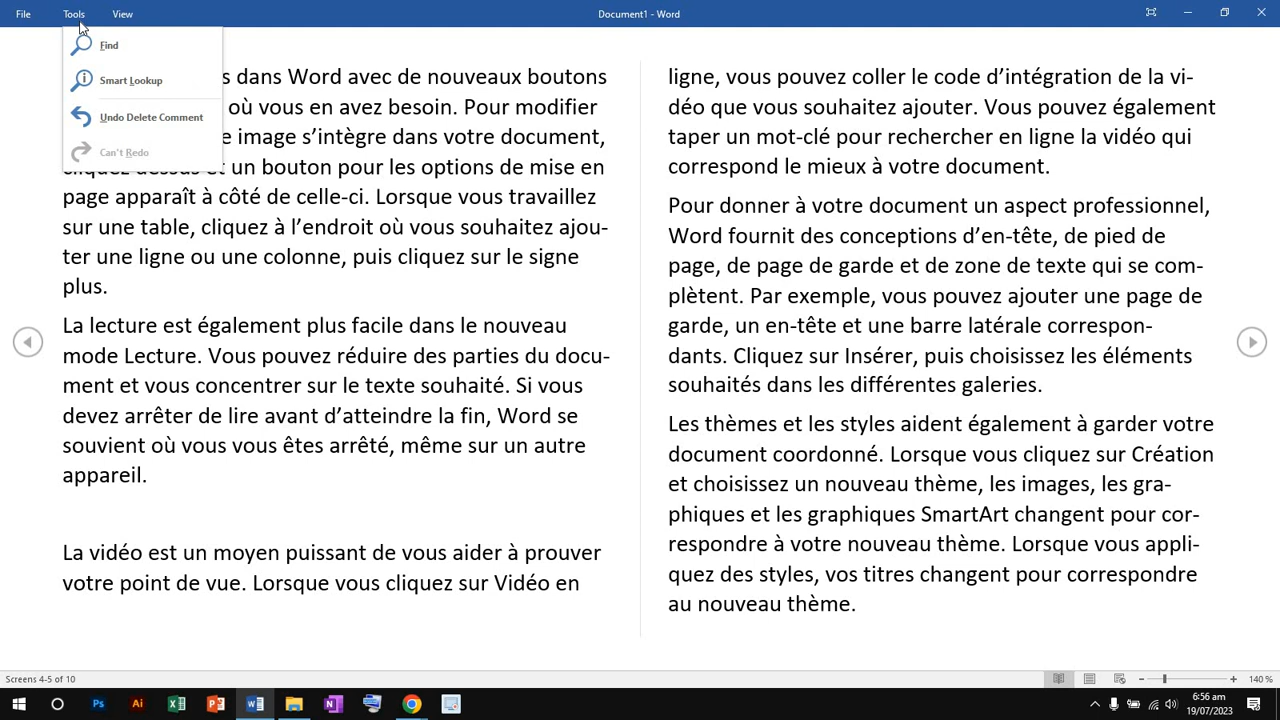 File Tools View Document1 - Word
Find
Smart Lookup
Undo Delete Comment
Can't Redo
s dans Word avec de nouveaux boutons
où vous en avez besoin. Pour modifier
e image s’intègre dans votre document,
cliquez dessus et un bouton pour les options de mise en
page apparaît à côté de celle-ci. Lorsque vous travaillez
sur une table, cliquez à l’endroit où vous souhaitez ajou-
ter une ligne ou une colonne, puis cliquez sur le signe
plus.
La lecture est également plus facile dans le nouveau
mode Lecture. Vous pouvez réduire des parties du docu-
ment et vous concentrer sur le texte souhaité. Si vous
devez arrêter de lire avant d’atteindre la fin, Word se
souvient où vous vous êtes arrêté, même sur un autre
appareil.
La vidéo est un moyen puissant de vous aider à prouver
votre point de vue. Lorsque vous cliquez sur Vidéo en
ligne, vous pouvez coller le code d’intégration de la vi-
déo que vous souhaitez ajouter. Vous pouvez également
taper un mot-clé pour rechercher en ligne la vidéo qui
correspond le mieux à votre document.
Pour donner à votre document un aspect professionnel,
Word fournit des conceptions d’en-tête, de pied de
page, de page de garde et de zone de texte qui se com-
plètent. Par exemple, vous pouvez ajouter une page de
garde, un en-tête et une barre latérale correspon-
dants. Cliquez sur Insérer, puis choisissez les éléments
souhaités dans les différentes galeries.
Les thèmes et les styles aident également à garder votre
document coordonné. Lorsque vous cliquez sur Création
et choisissez un nouveau thème, les images, les gra-
phiques et les graphiques SmartArt changent pour cor-
respondre à votre nouveau thème. Lorsque vous appli-
quez des styles, vos titres changent pour correspondre
au nouveau thème.
Screens 4-5 of 10 140 %
6:56 am
19/07/2023